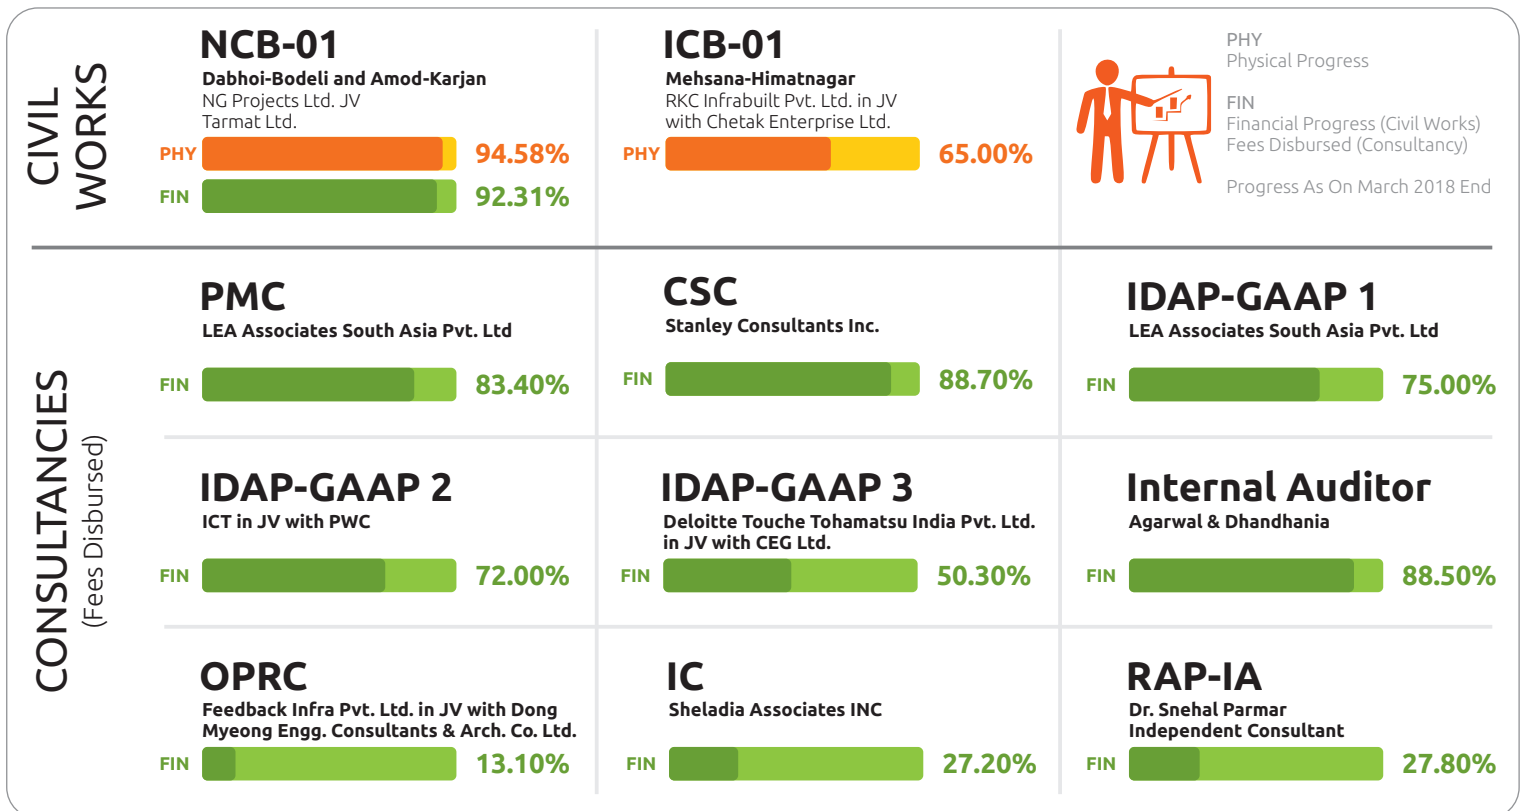 CIVIL
WORKS
NCB-01
Dabhoi-Bodeli and Amod-Karjan
NG Projects Ltd. JV
Tarmat Ltd.
PHY 94.58%
FIN 92.31%
ICB-01
Mehsana-Himatnagar
RKC Infrabuilt Pvt. Ltd. in JV
with Chetak Enterprise Ltd.
PHY 65.00%
PHY
Physical Progress
FIN
Financial Progress (Civil Works)
Fees Disbursed (Consultancy)
Progress As On March 2018 End
CONSULTANCIES
(Fees Disbursed)
PMC
LEA Associates South Asia Pvt. Ltd
FIN 83.40%
CSC
Stanley Consultants Inc.
FIN 88.70%
IDAP-GAAP 1
LEA Associates South Asia Pvt. Ltd
FIN 75.00%
IDAP-GAAP 2
ICT in JV with PWC
FIN 72.00%
IDAP-GAAP 3
Deloitte Touche Tohamatsu India Pvt. Ltd.
in JV with CEG Ltd.
FIN 50.30%
Internal Auditor
Agarwal & Dhandhania
FIN 88.50%
OPRC
Feedback Infra Pvt. Ltd. in JV with Dong
Myeong Engg. Consultants & Arch. Co. Ltd.
FIN 13.10%
IC
Sheladia Associates INC
FIN 27.20%
RAP-IA
Dr. Snehal Parmar
Independent Consultant
FIN 27.80%